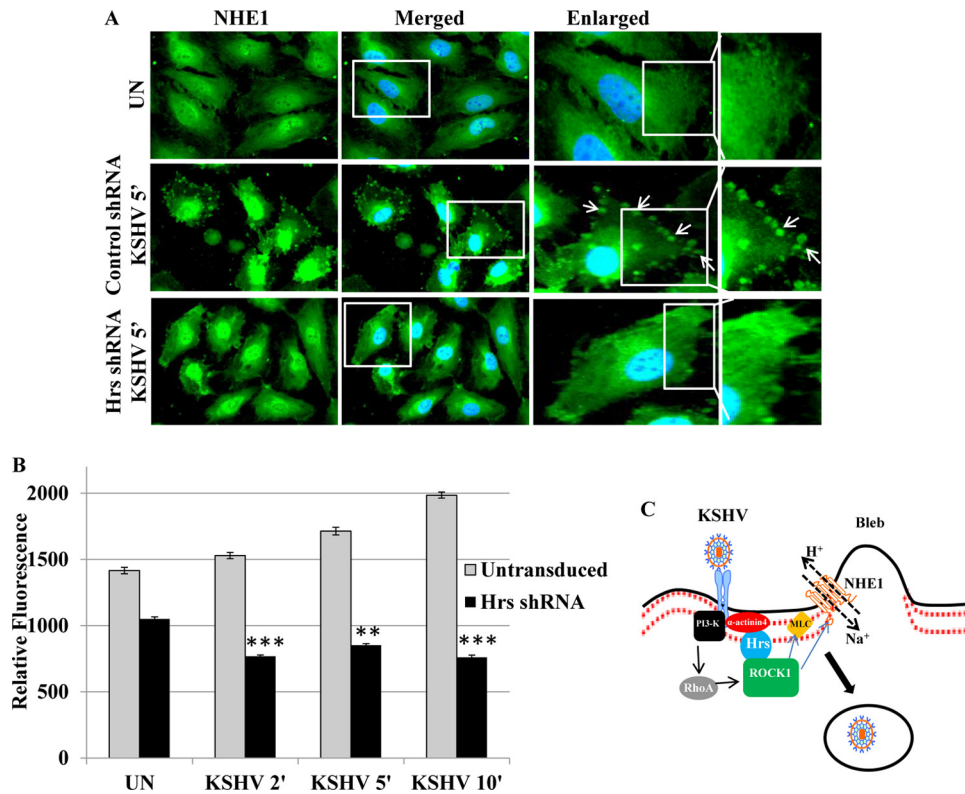 A
NHE1 Merged Enlarged
UN
Control shRNA
KSHV 5'
Hrs shRNA
KSHV 5'
B
Relative Fluorescence
2000
1500
1000
500
0
Untransduced
Hrs shRNA
*** ** ***
UN KSHV 2' KSHV 5' KSHV 10'
C
KSHV
Bleb
H+
NHE1
Na+
PI3-K
α-actinin4
MLC
Hrs
RhoA
ROCK1